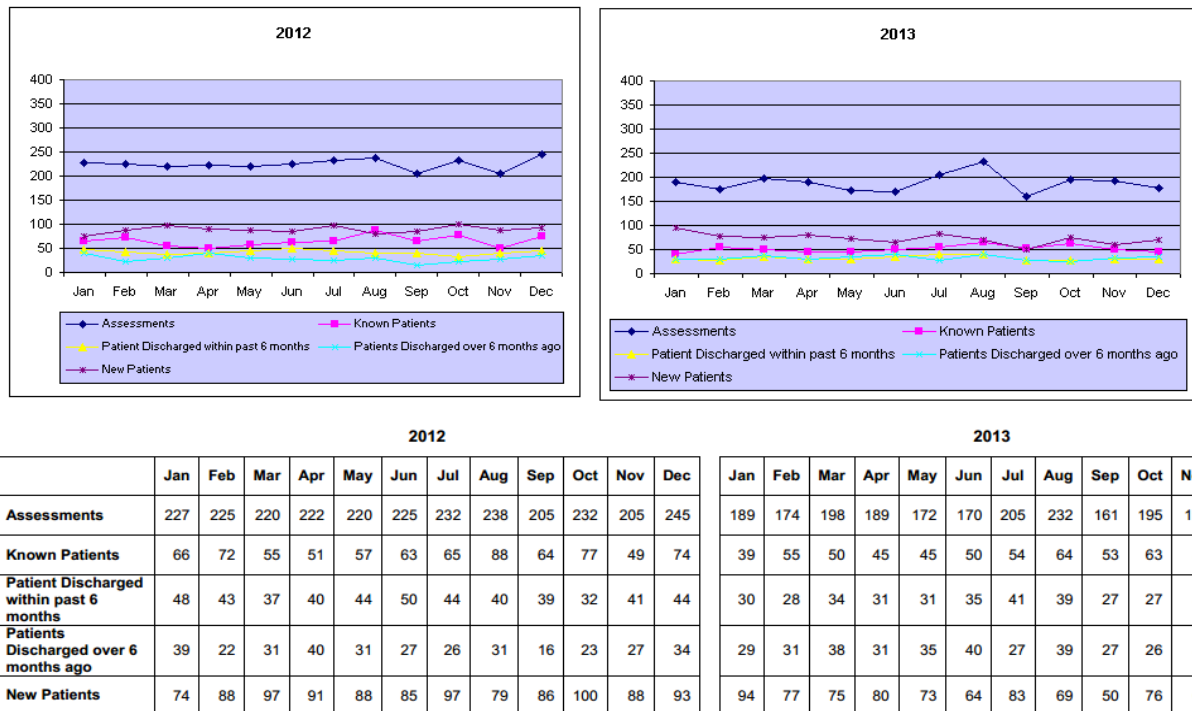 2012
400
350
300
250
200
150
100
50
0
Jan Feb Mar Apr May Jun Jul Aug Sep Oct Nov Dec
Assessments Known Patients
Patient Discharged within past 6 months Patients Discharged over 6 months ago
New Patients
2013
400
350
300
250
200
150
100
50
0
Jan Feb Mar Apr May Jun Jul Aug Sep Oct Nov Dec
Assessments Known Patients
Patient Discharged within past 6 months Patients Discharged over 6 months ago
New Patients
2012 2013
Jan Feb Mar Apr May Jun Jul Aug Sep Oct Nov Dec Jan Feb Mar Apr May Jun Jul Aug Sep Oct
Assessments 227 225 220 222 220 225 232 238 205 232 205 245 189 174 198 189 172 170 205 232 161 195
Known Patients 66 72 55 51 57 63 65 88 64 77 49 74 39 55 50 45 45 50 54 64 53 63
Patient Discharged
within past 6 48 43 37 40 44 50 44 40 39 32 41 44 30 28 34 31 31 35 41 39 27 27
months
Patients
Discharged over 6 39 22 31 40 31 27 26 31 16 23 27 34 29 31 38 31 35 40 27 39 27 26
months ago
New Patients 74 88 97 91 88 85 97 79 86 100 88 93 94 77 75 80 73 64 83 69 50 76